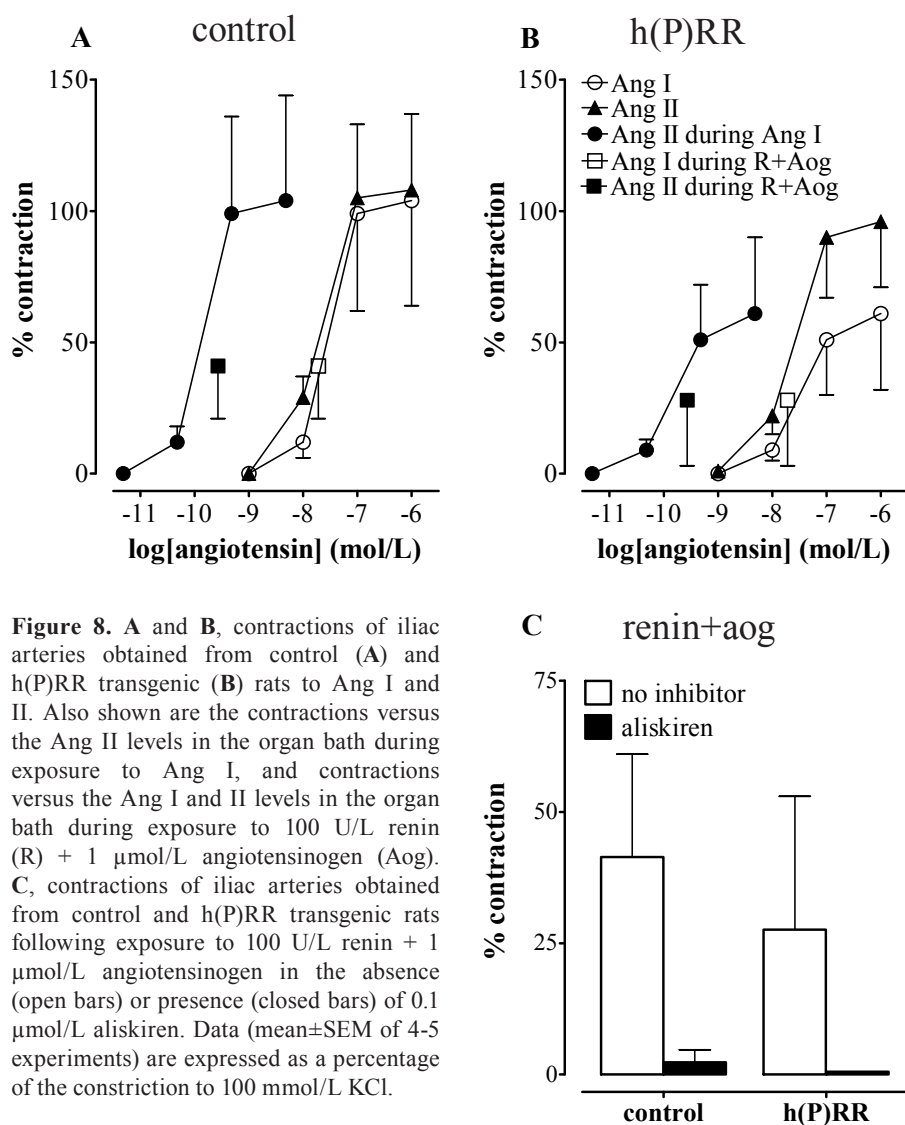 A control
150
100
50
0
% contraction
-11 -10 -9 -8 -7 -6
log[angiotensin] (mol/L)
B h(P)RR
150
100
50
0
% contraction
Ang I
Ang II
Ang II during Ang I
Ang I during R+Aog
Ang II during R+Aog
-11 -10 -9 -8 -7 -6
log[angiotensin] (mol/L)
Figure 8. A and B, contractions of iliac
arteries obtained from control (A) and
h(P)RR transgenic (B) rats to Ang I and
II. Also shown are the contractions versus
the Ang II levels in the organ bath during
exposure to Ang I, and contractions
versus the Ang I and II levels in the organ
bath during exposure to 100 U/L renin
(R) + 1 µmol/L angiotensinogen (Aog).
C, contractions of iliac arteries obtained
from control and h(P)RR transgenic rats
following exposure to 100 U/L renin + 1
µmol/L angiotensinogen in the absence
(open bars) or presence (closed bars) of 0.1
µmol/L aliskiren. Data (mean±SEM of 4-5
experiments) are expressed as a percentage
of the constriction to 100 mmol/L KCl.
C renin+aog
75
50
25
0
% contraction
no inhibitor
aliskiren
control h(P)RR